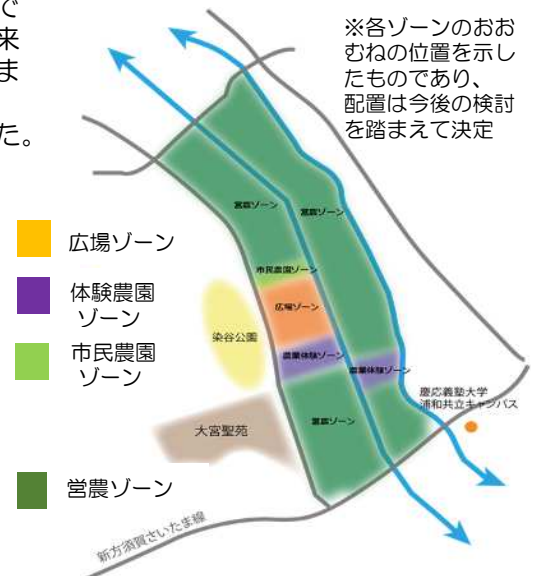 で
来
ま
た。
※各ゾーンのおお
むねの位置を示し
たものであり、
配置は今後の検討
を踏まえて決定
営農ゾーン
営農ゾーン
市民農園ゾーン
広場ゾーン
農業体験ゾーン
農業体験ゾーン
営農ゾーン
染谷公園
大宮聖苑
慶応義塾大学
浦和共立キャンパス
新方須賀さいたま線
広場ゾーン
体験農園
ゾーン
市民農園
ゾーン
営農ゾーン